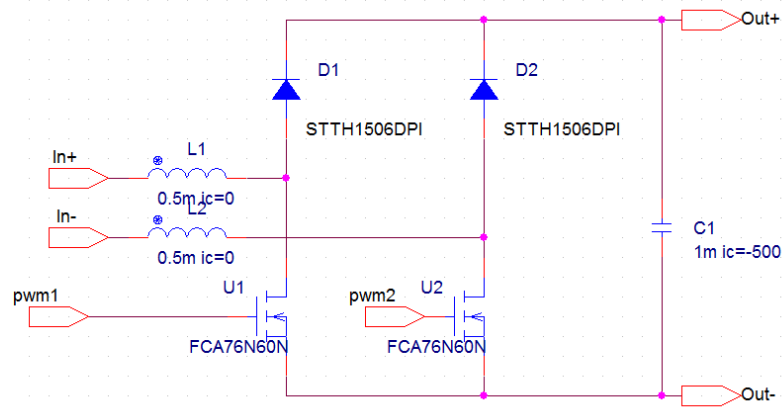 Out+
D1
D2
STTH1506DPI
STTH1506DPI
In+
L1
0.5m ic=0
L2
In-
0.5m ic=0
C1
1m ic=-500
U1
U2
pwm1
pwm2
FCA76N60N
FCA76N60N
Out-